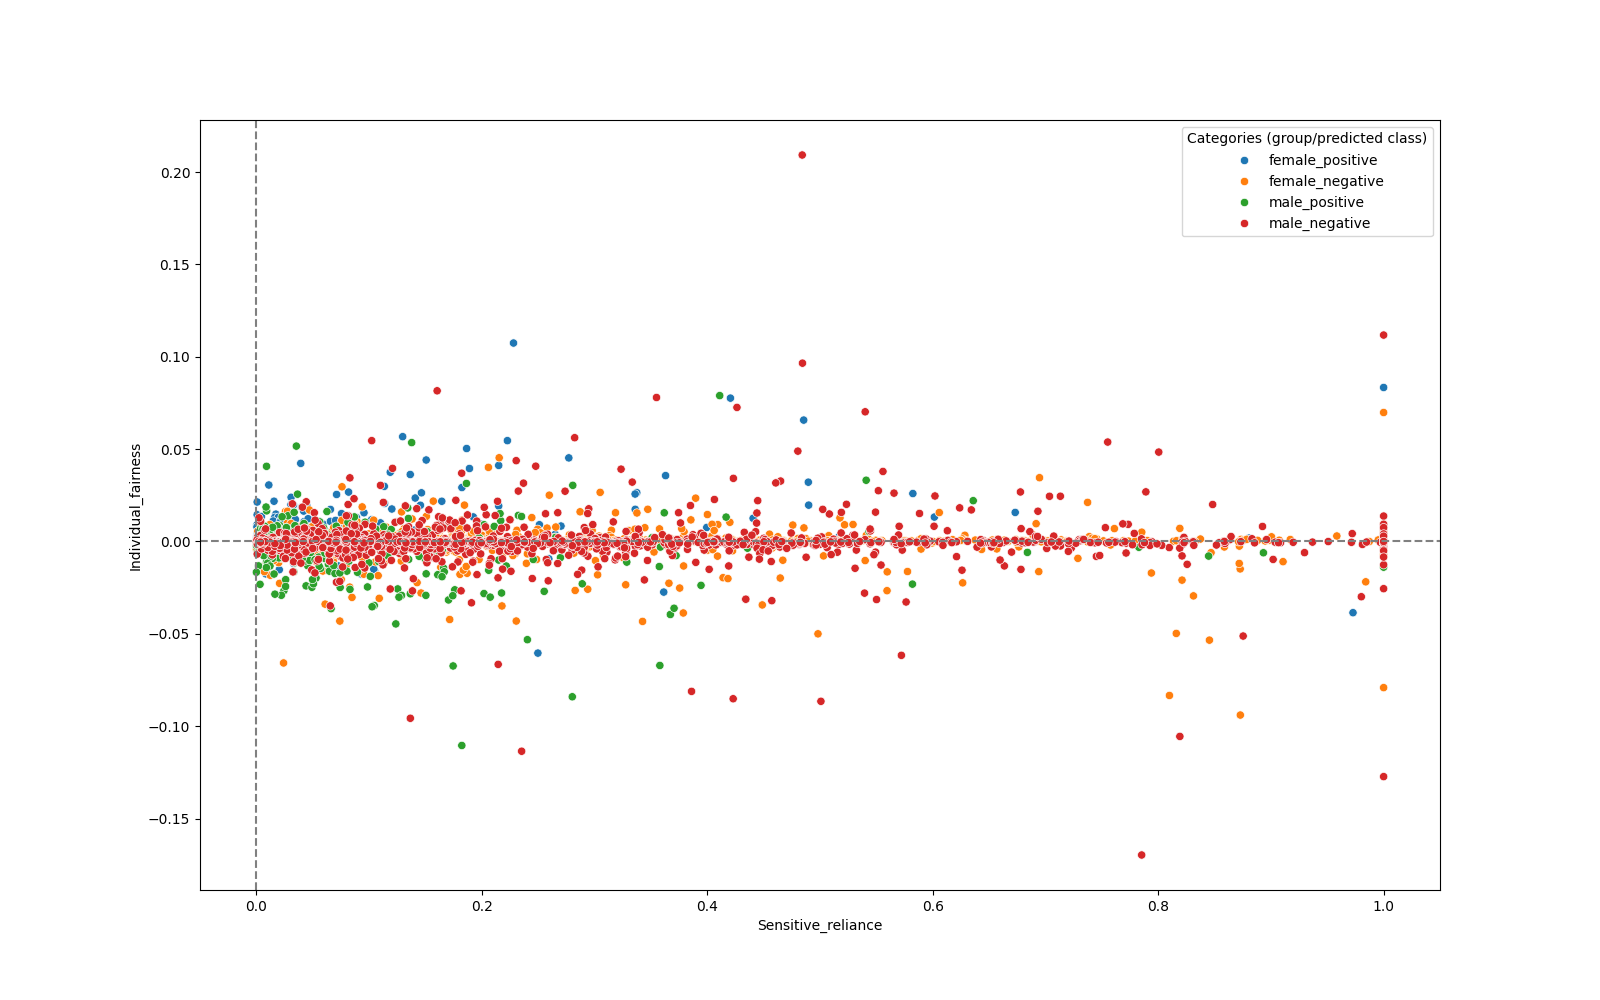 Categories (group/predicted class)
female_positive
female_negative
male_positive
male_negative
0.20
0.15
0.10
0.05
0.00
−0.05
−0.10
−0.15
Individual_fairness
0.0 0.2 0.4 0.6 0.8 1.0
Sensitive_reliance